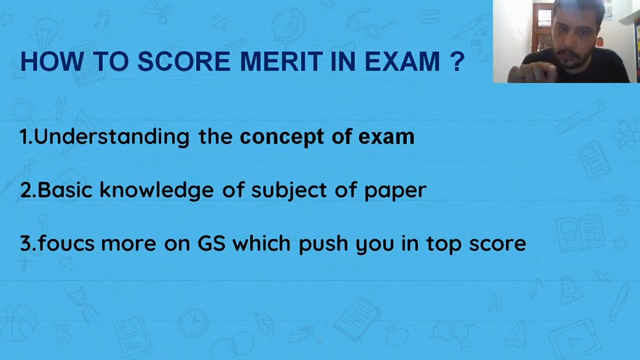 HOW TO SCORE MERIT IN EXAM ?
1.Understanding the concept of exam
2.Basic knowledge of subject of paper
3.foucs more on GS which push you in top score